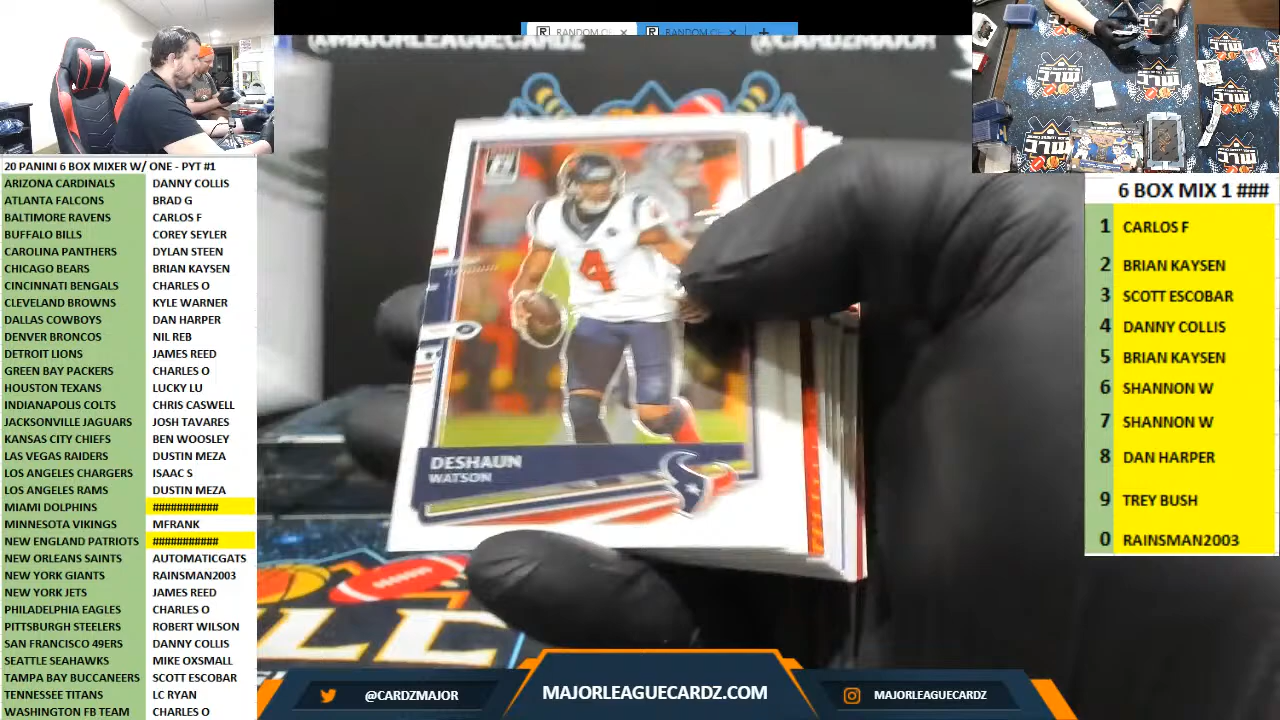 RANDOM CH
RANDOM CH
@MAJORLEAGUECARDZ
@CARDZMAJOR
20 PANINI 6 BOX MIXER W/ ONE - PYT #1
ARIZONA CARDINALS DANNY COLLIS
ATLANTA FALCONS BRAD G
BALTIMORE RAVENS CARLOS F
BUFFALO BILLS COREY SEYLER
CAROLINA PANTHERS DYLAN STEEN
CHICAGO BEARS BRIAN KAYSEN
CINCINNATI BENGALS CHARLES O
CLEVELAND BROWNS KYLE WARNER
DALLAS COWBOYS DAN HARPER
DENVER BRONCOS NIL REB
DETROIT LIONS JAMES REED
GREEN BAY PACKERS CHARLES O
HOUSTON TEXANS LUCKY LU
INDIANAPOLIS COLTS CHRIS CASWELL
JACKSONVILLE JAGUARS JOSH TAVARES
KANSAS CITY CHIEFS BEN WOOSLEY
LAS VEGAS RAIDERS DUSTIN MEZA
LOS ANGELES CHARGERS ISAAC S
LOS ANGELES RAMS DUSTIN MEZA
MIAMI DOLPHINS ###########
MINNESOTA VIKINGS MFRANK
NEW ENGLAND PATRIOTS ###########
NEW ORLEANS SAINTS AUTOMATICGATS
NEW YORK GIANTS RAINSMAN2003
NEW YORK JETS JAMES REED
PHILADELPHIA EAGLES CHARLES O
PITTSBURGH STEELERS ROBERT WILSON
SAN FRANCISCO 49ERS DANNY COLLIS
SEATTLE SEAHAWKS MIKE OXSMALL
TAMPA BAY BUCCANEERS SCOTT ESCOBAR
TENNESSEE TITANS LC RYAN
WASHINGTON FB TEAM CHARLES O
4
DESHAUN
WATSON
6 BOX MIX 1 ###
1 CARLOS F
2 BRIAN KAYSEN
3 SCOTT ESCOBAR
4 DANNY COLLIS
5 BRIAN KAYSEN
6 SHANNON W
7 SHANNON W
8 DAN HARPER
9 TREY BUSH
0 RAINSMAN2003
@CARDZMAJOR
MAJORLEAGUECARDZ.COM
MAJORLEAGUECARDZ